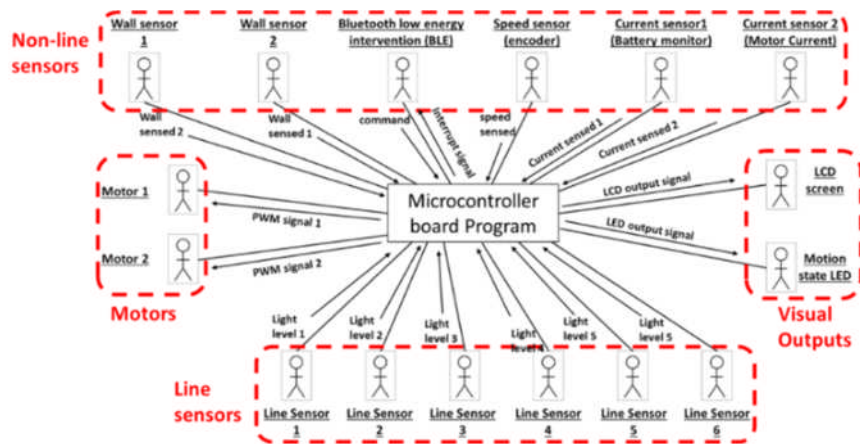 Non-line
sensors
Wall sensor
1
Wall sensor
2
Bluetooth low energy
intervention (BLE)
Speed sensor
(encoder)
Current sensor1
(Battery monitor)
Current sensor 2
(Motor Current)
Wall
sensed 2
Wall
sensed 1
command
Interrupt signal
speed
sensed
Current sensed 1
Current sensed 2
Motor 1
Motor 2
Motors
PWM signal 1
PWM signal 2
Microcontroller
board Program
LCD output signal
LED output signal
LCD
screen
Motion
state LED
Visual
Outputs
Light
level 1
Light
level 2
Light
level 3
Light
level 4
Light
level 5
Light
level 5
Line
sensors
Line Sensor
1
Line Sensor
2
Line Sensor
3
Line Sensor
4
Line Sensor
5
Line Sensor
6